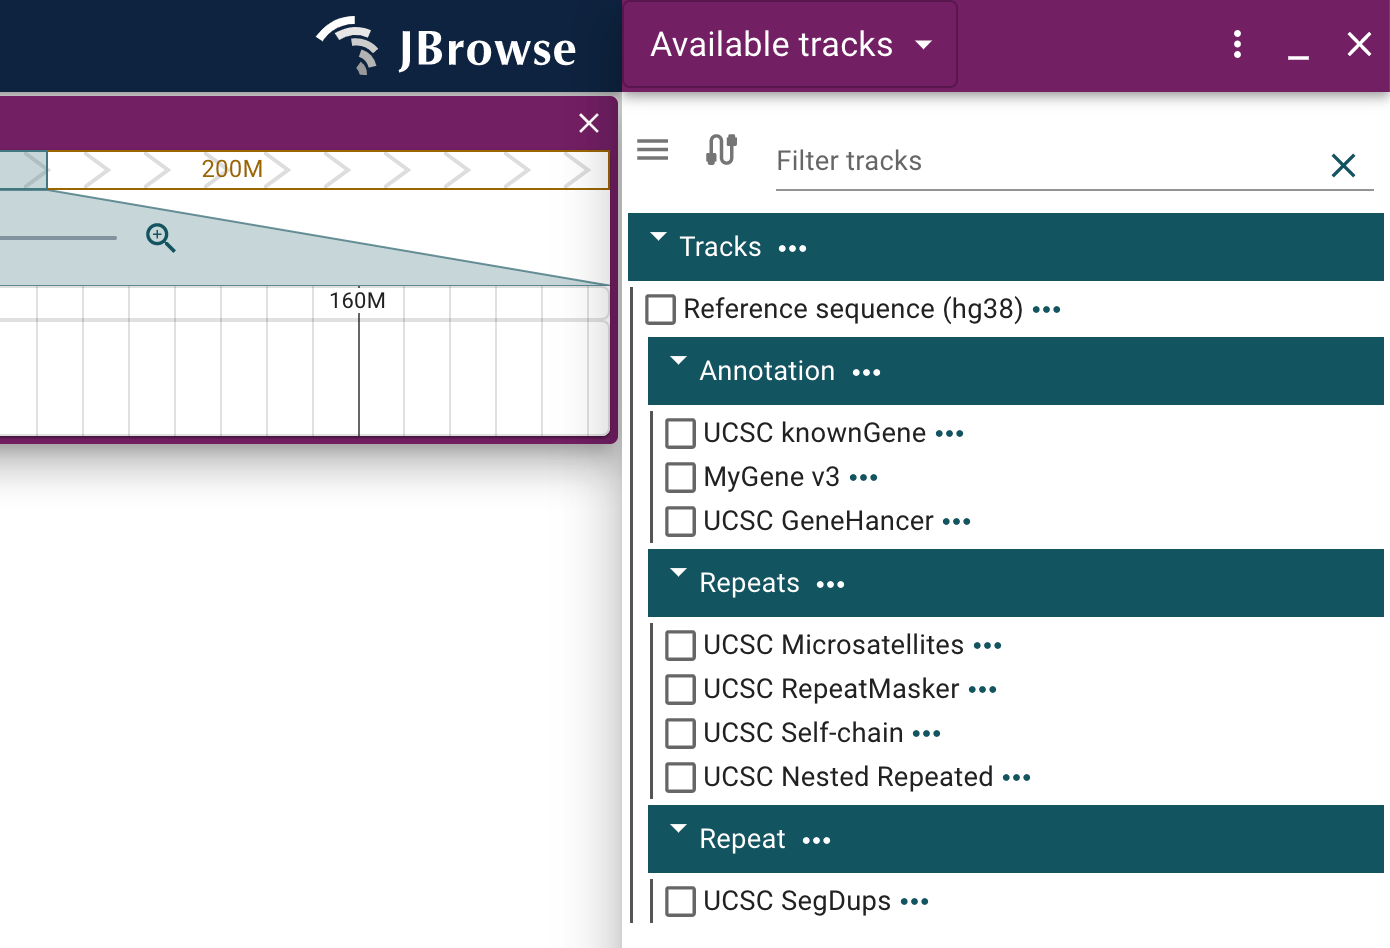 JBrowse
200M
160M
Available tracks
Filter tracks
Tracks
Reference sequence (hg38)
Annotation
UCSC knownGene
MyGene v3
UCSC GeneHancer
Repeats
UCSC Microsatellites
UCSC RepeatMasker
UCSC Self-chain
UCSC Nested Repeated
Repeat
UCSC SegDups